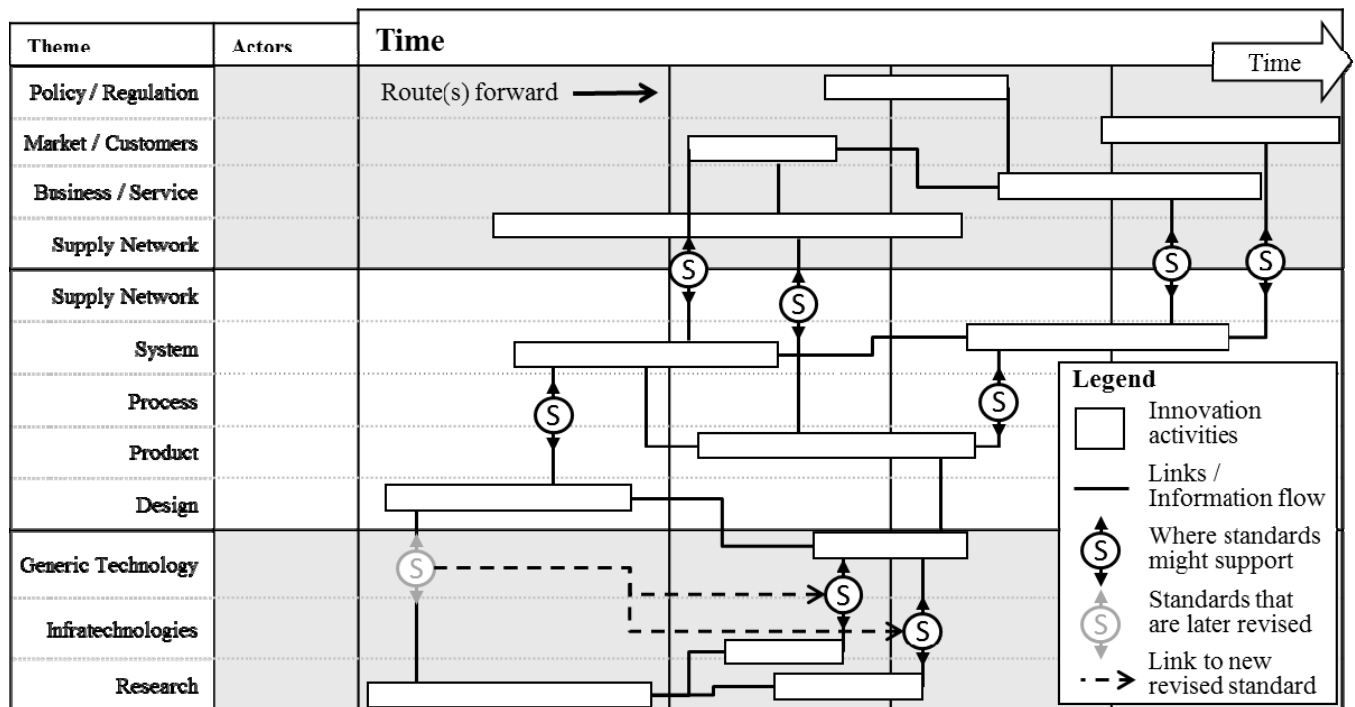 Theme
Actors
Time
Time
Policy / Regulation
Route(s) forward
Market / Customers
Business / Service
Supply Network
S
S
S
S
Supply Network
S
System
Process
S
S
Product
Design
Generic Technology
S
S
Infratechnologies
S
Research
Legend
Innovation
activities
Links /
Information flow
S
Where standards
might support
S
Standards that
are later revised
Link to new
revised standard